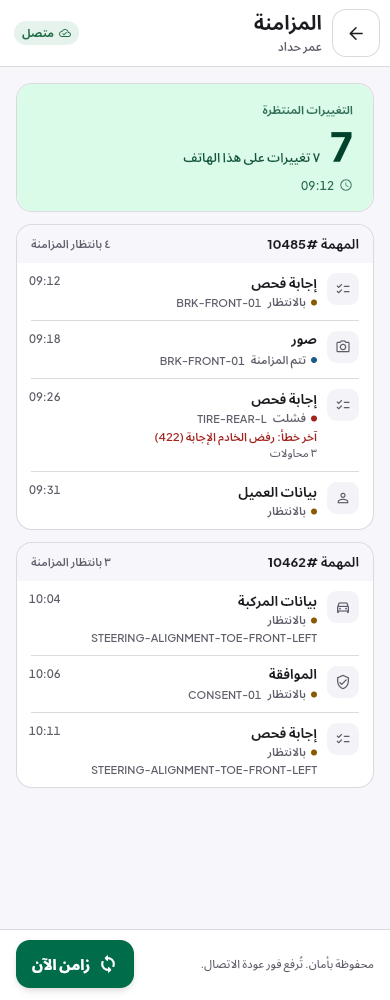 المزامنة
عمر حداد
متصل
التغييرات المنتظرة
7 ٧ تغييرات على هذا الهاتف
09:12
المهمة #10485 ٤ بانتظار المزامنة
إجابة فحص 09:12
بالانتظار BRK-FRONT-01
صور 09:18
تتم المزامنة BRK-FRONT-01
إجابة فحص 09:26
فشلت TIRE-REAR-L
آخر خطأ: رفض الخادم الإجابة (422)
٣ محاولات
بيانات العميل 09:31
بالانتظار
المهمة #10462 ٣ بانتظار المزامنة
بيانات المركبة 10:04
بالانتظار
STEERING-ALIGNMENT-TOE-FRONT-LEFT
الموافقة 10:06
بالانتظار CONSENT-01
إجابة فحص 10:11
بالانتظار
STEERING-ALIGNMENT-TOE-FRONT-LEFT
محفوظة بأمان. تُرفع فور عودة الاتصال.
زامن الآن